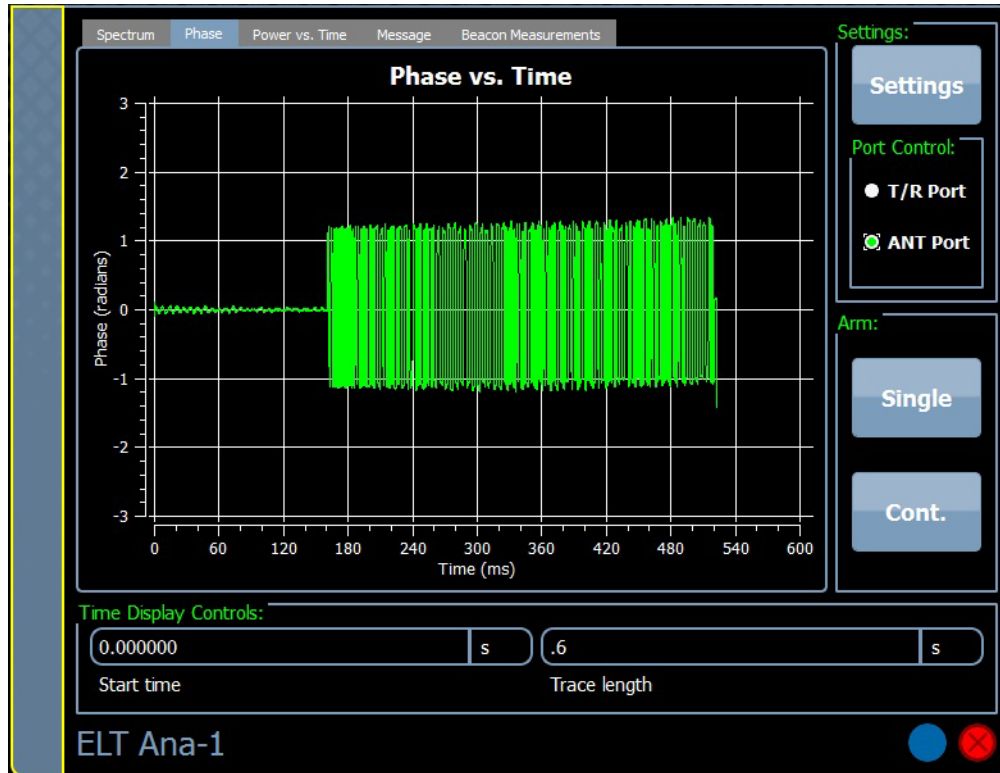 Spectrum Phase Power vs. Time Message Beacon Measurements
Phase vs. Time
3
2
1
0
-1
-2
-3
Phase (radians)
0 60 120 180 240 300 360 420 480 540 600
Time (ms)
Settings:
Settings
Port Control:
T/R Port
ANT Port
Arm:
Single
Cont.
Time Display Controls:
0.000000 s .6 s
Start time Trace length
ELT Ana-1